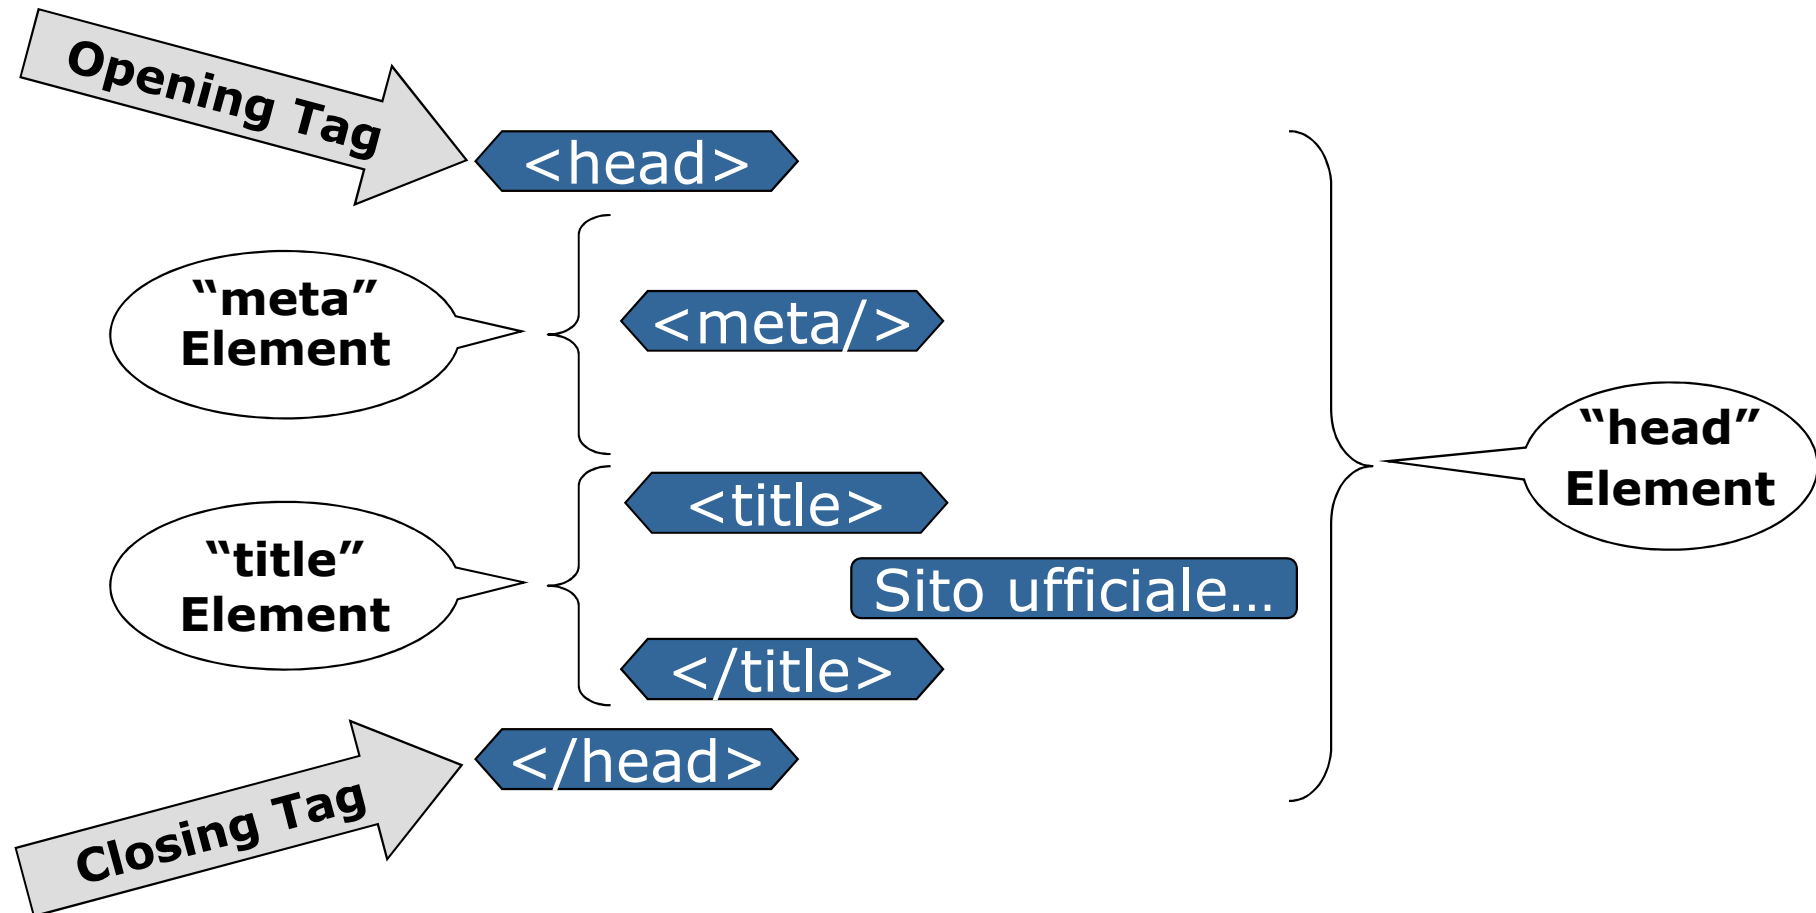 Opening Tag
<head>
“meta”
Element
<meta/>
“head”
Element
<title>
“title”
Element
Sito ufficiale...
</title>
</head>
Closing Tag